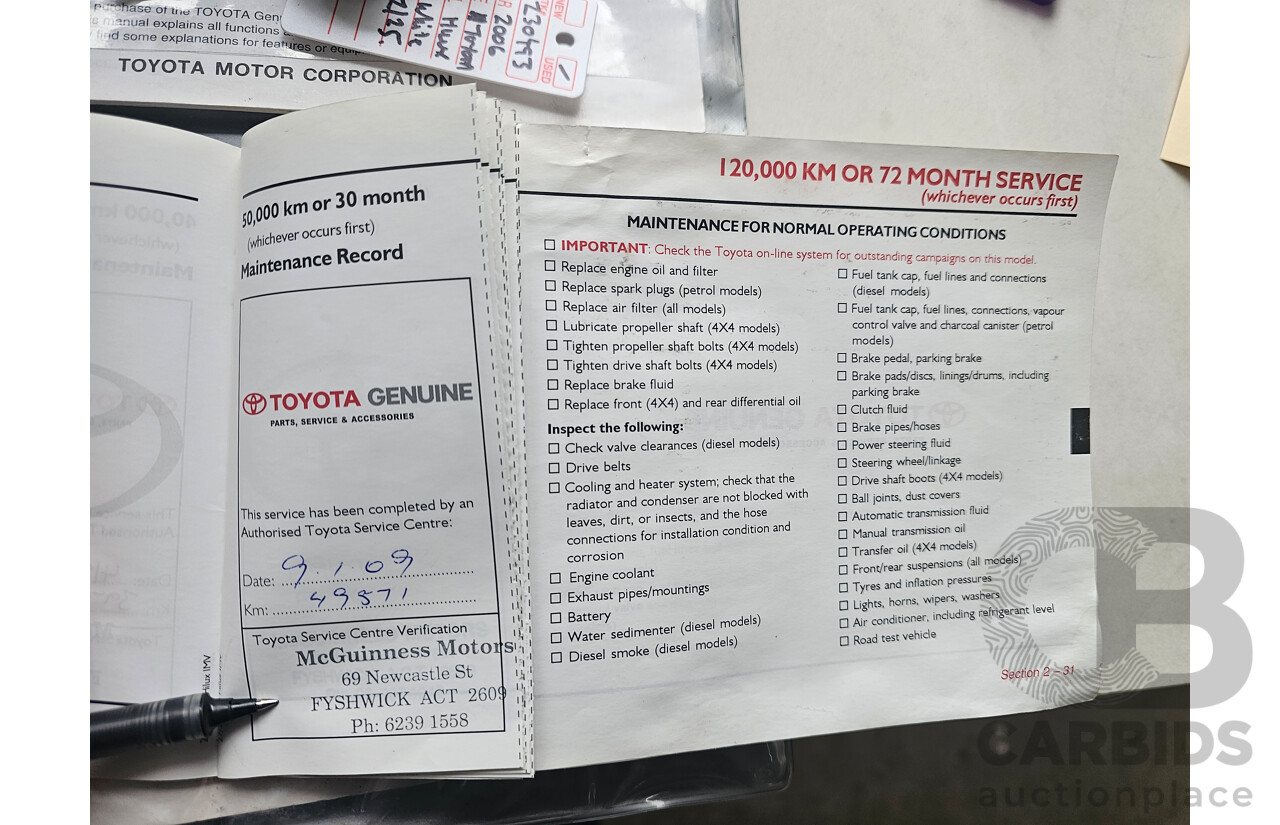 purchase of the TOYOTA Gen
manual explains all functions
find some explanations for features or equip
TOYOTA MOTOR CORPORATION
NEW
USED
230493
2006
Hilux
White
425
50,000 km or 30 month
(whichever occurs first)
Maintenance Record
TOYOTA GENUINE
PARTS, SERVICE & ACCESSORIES
This service has been completed by an
Authorised Toyota Service Centre:
Date: 9.1.09
Km: 49871
Toyota Service Centre Verification
McGuinness Motors
69 Newcastle St
FYSHWICK ACT 2609
Ph: 6239 1558
120,000 KM OR 72 MONTH SERVICE
(whichever occurs first)
MAINTENANCE FOR NORMAL OPERATING CONDITIONS
IMPORTANT: Check the Toyota on-line system for outstanding campaigns on this model.
Replace engine oil and filter
Replace spark plugs (petrol models)
Replace air filter (all models)
Lubricate propeller shaft (4X4 models)
Tighten propeller shaft bolts (4X4 models)
Tighten drive shaft bolts (4X4 models)
Replace brake fluid
Replace front (4X4) and rear differential oil
Inspect the following:
Check valve clearances (diesel models)
Drive belts
Cooling and heater system; check that the
radiator and condenser are not blocked with
leaves, dirt, or insects, and the hose
connections for installation condition and
corrosion
Engine coolant
Exhaust pipes/mountings
Battery
Water sedimenter (diesel models)
Diesel smoke (diesel models)
Fuel tank cap, fuel lines and connections
(diesel models)
Fuel tank cap, fuel lines, connections, vapour
control valve and charcoal canister (petrol
models)
Brake pedal, parking brake
Brake pads/discs, linings/drums, including
parking brake
Clutch fluid
Brake pipes/hoses
Power steering fluid
Steering wheel/linkage
Drive shaft boots (4X4 models)
Ball joints, dust covers
Automatic transmission fluid
Manual transmission oil
Transfer oil (4X4 models)
Front/rear suspensions (all models)
Tyres and inflation pressures
Lights, horns, wipers, washers
Air conditioner, including refrigerant level
Road test vehicle
Section 2 – 31
CB
CARBIDS
auctionplace